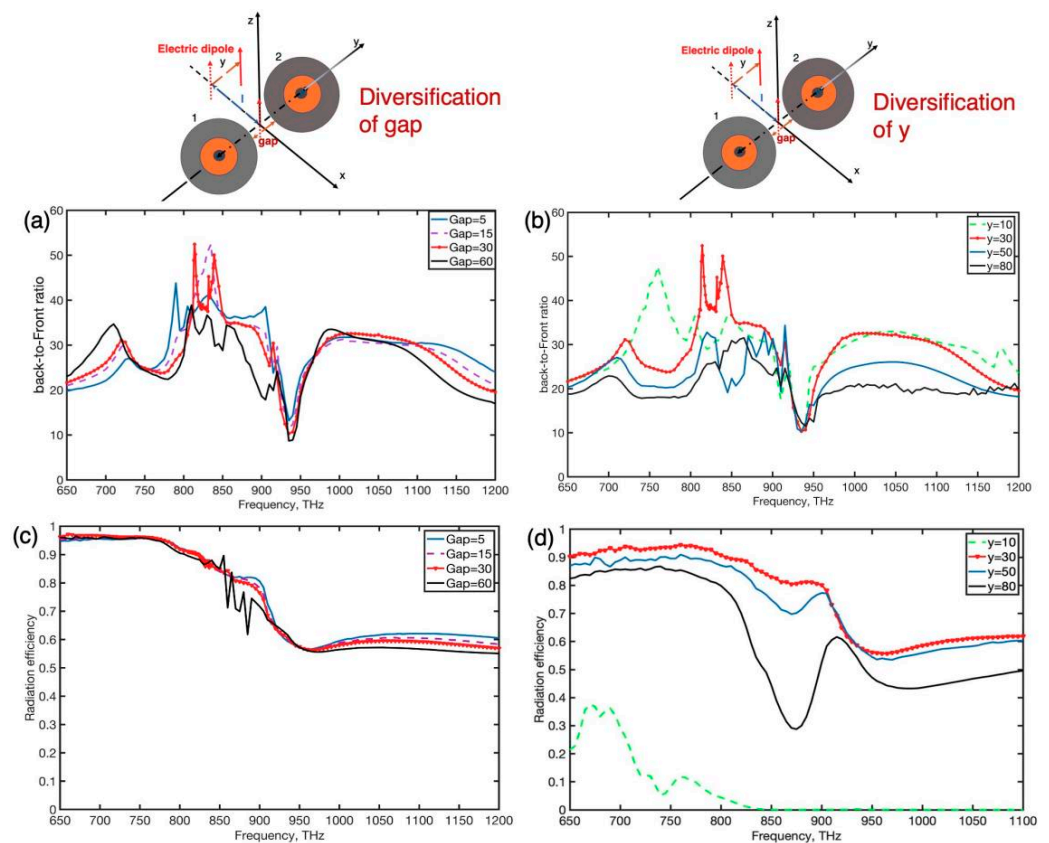 z
y
Electric dipole
y
2
l
1
gap
x
Diversification
of gap
z
y
Electric dipole
y
2
l
1
gap
x
Diversification
of y
(a)
Gap=5
Gap=15
Gap=30
Gap=60
60
50
40
30
20
10
0
back-to-Front ratio
650 700 750 800 850 900 950 1000 1050 1100 1150 1200
Frequency, THz
(b)
y=10
y=30
y=50
y=80
60
50
40
30
20
10
0
back-to-Front ratio
650 700 750 800 850 900 950 1000 1050 1100 1150 1200
Frequency, THz
(c)
Gap=5
Gap=15
Gap=30
Gap=60
1
0.9
0.8
0.7
0.6
0.5
0.4
0.3
0.2
0.1
0
Radiation efficiency
650 700 750 800 850 900 950 1000 1050 1100 1150 1200
Frequency, THz
(d)
y=10
y=30
y=50
y=80
1
0.9
0.8
0.7
0.6
0.5
0.4
0.3
0.2
0.1
0
Radiation efficiency
650 700 750 800 850 900 950 1000 1050 1100
Frequency, THz